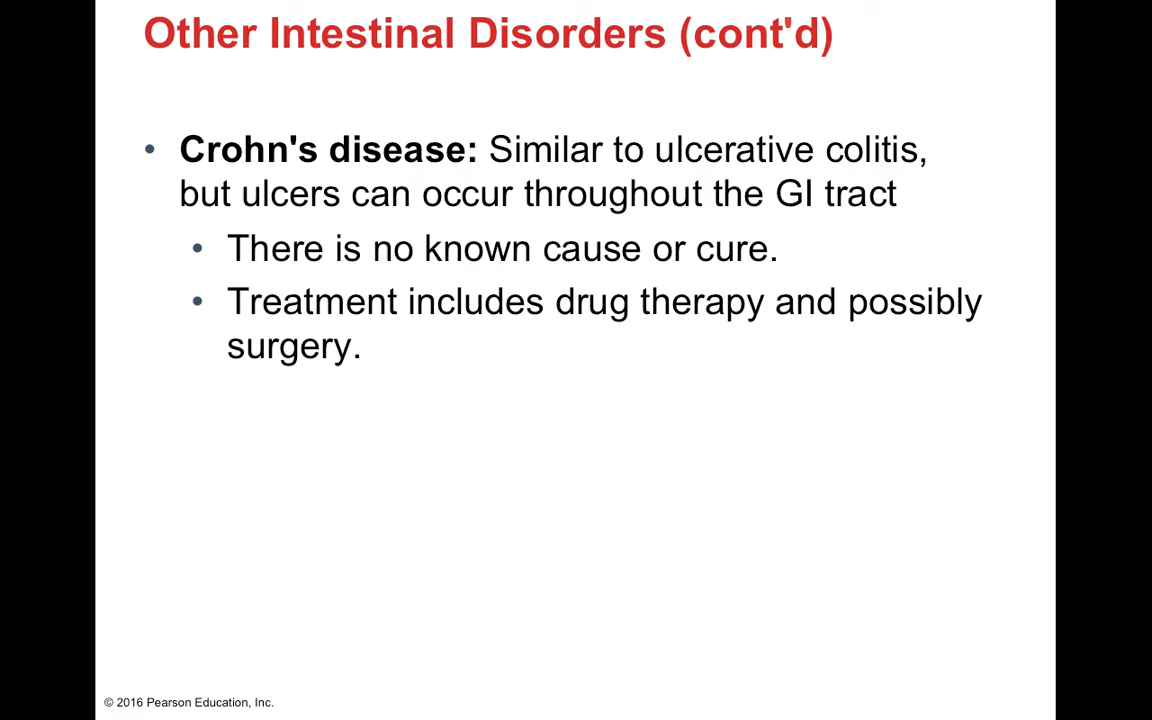 Other Intestinal Disorders (cont'd)
• Crohn's disease: Similar to ulcerative colitis,
but ulcers can occur throughout the GI tract
• There is no known cause or cure.
• Treatment includes drug therapy and possibly
surgery.
© 2016 Pearson Education, Inc.